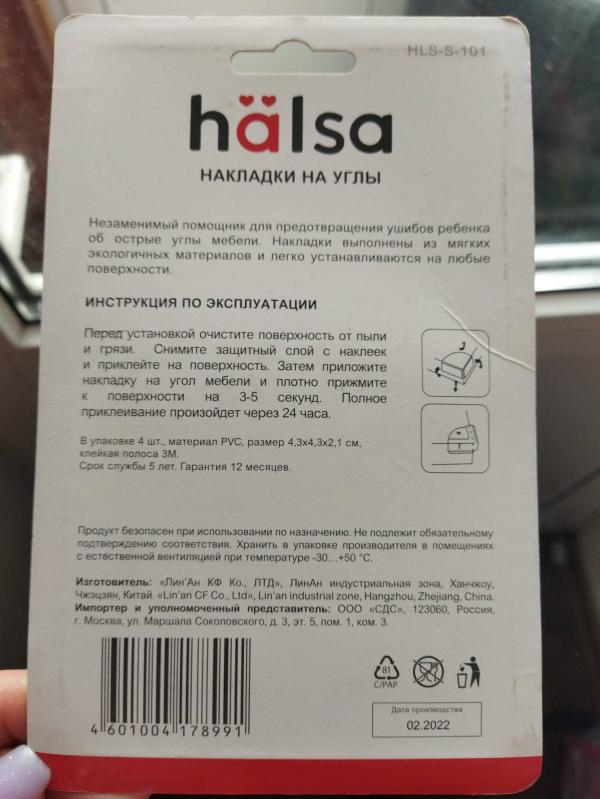 HLS-S-101
hälsa
НАКЛАДКИ НА УГЛЫ
Незаменимый помощник для предотвращения ушибов ребенка
об острые углы мебели. Накладки выполнены из мягких
экологичных материалов и легко устанавливаются на любые
поверхности.
ИНСТРУКЦИЯ ПО ЭКСПЛУАТАЦИИ
Перед установкой очистите поверхность от пыли
и грязи. Снимите защитный слой с наклеек
и приклейте на поверхность. Затем приложите
накладку на угол мебели и плотно прижмите
к поверхности на 3-5 секунд. Полное
приклеивание произойдет через 24 часа.
В упаковке 4 шт., материал PVC, размер 4,3х4,3х2,1 см,
клейкая полоса 3М.
Срок службы 5 лет. Гарантия 12 месяцев.
Продукт безопасен при использовании по назначению. Не подлежит обязательному
подтверждению соответствия. Хранить в упаковке производителя в помещениях
с естественной вентиляцией при температуре -30...+50 °С.
Изготовитель: «Лин'Ан КФ Ко., ЛТД», ЛинАн индустриальная зона, Ханчжоу,
Чжэцзян, Китай. «Lin'an CF Co., Ltd», Lin'an industrial zone, Hangzhou, Zhejiang, China.
Импортер и уполномоченный представитель: ООО «СДС», 123060, Россия,
г. Москва, ул. Маршала Соколовского, д. 3, эт. 5, пом. 1, ком. 3.
81
C/PAP
Дата производства
02.2022
4 601004 178991